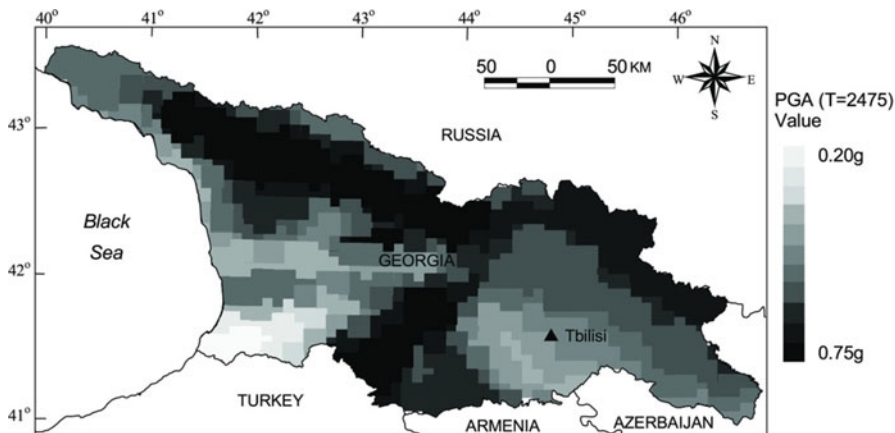 40° 41° 42° 43° 44° 45° 46°
N
W E
S
50 0 50 KM
PGA (T=2475)
Value
0.20g
0.75g
43°
42°
41°
RUSSIA
Black
Sea
GEORGIA
Tbilisi
TURKEY
ARMENIA
AZERBAIJAN